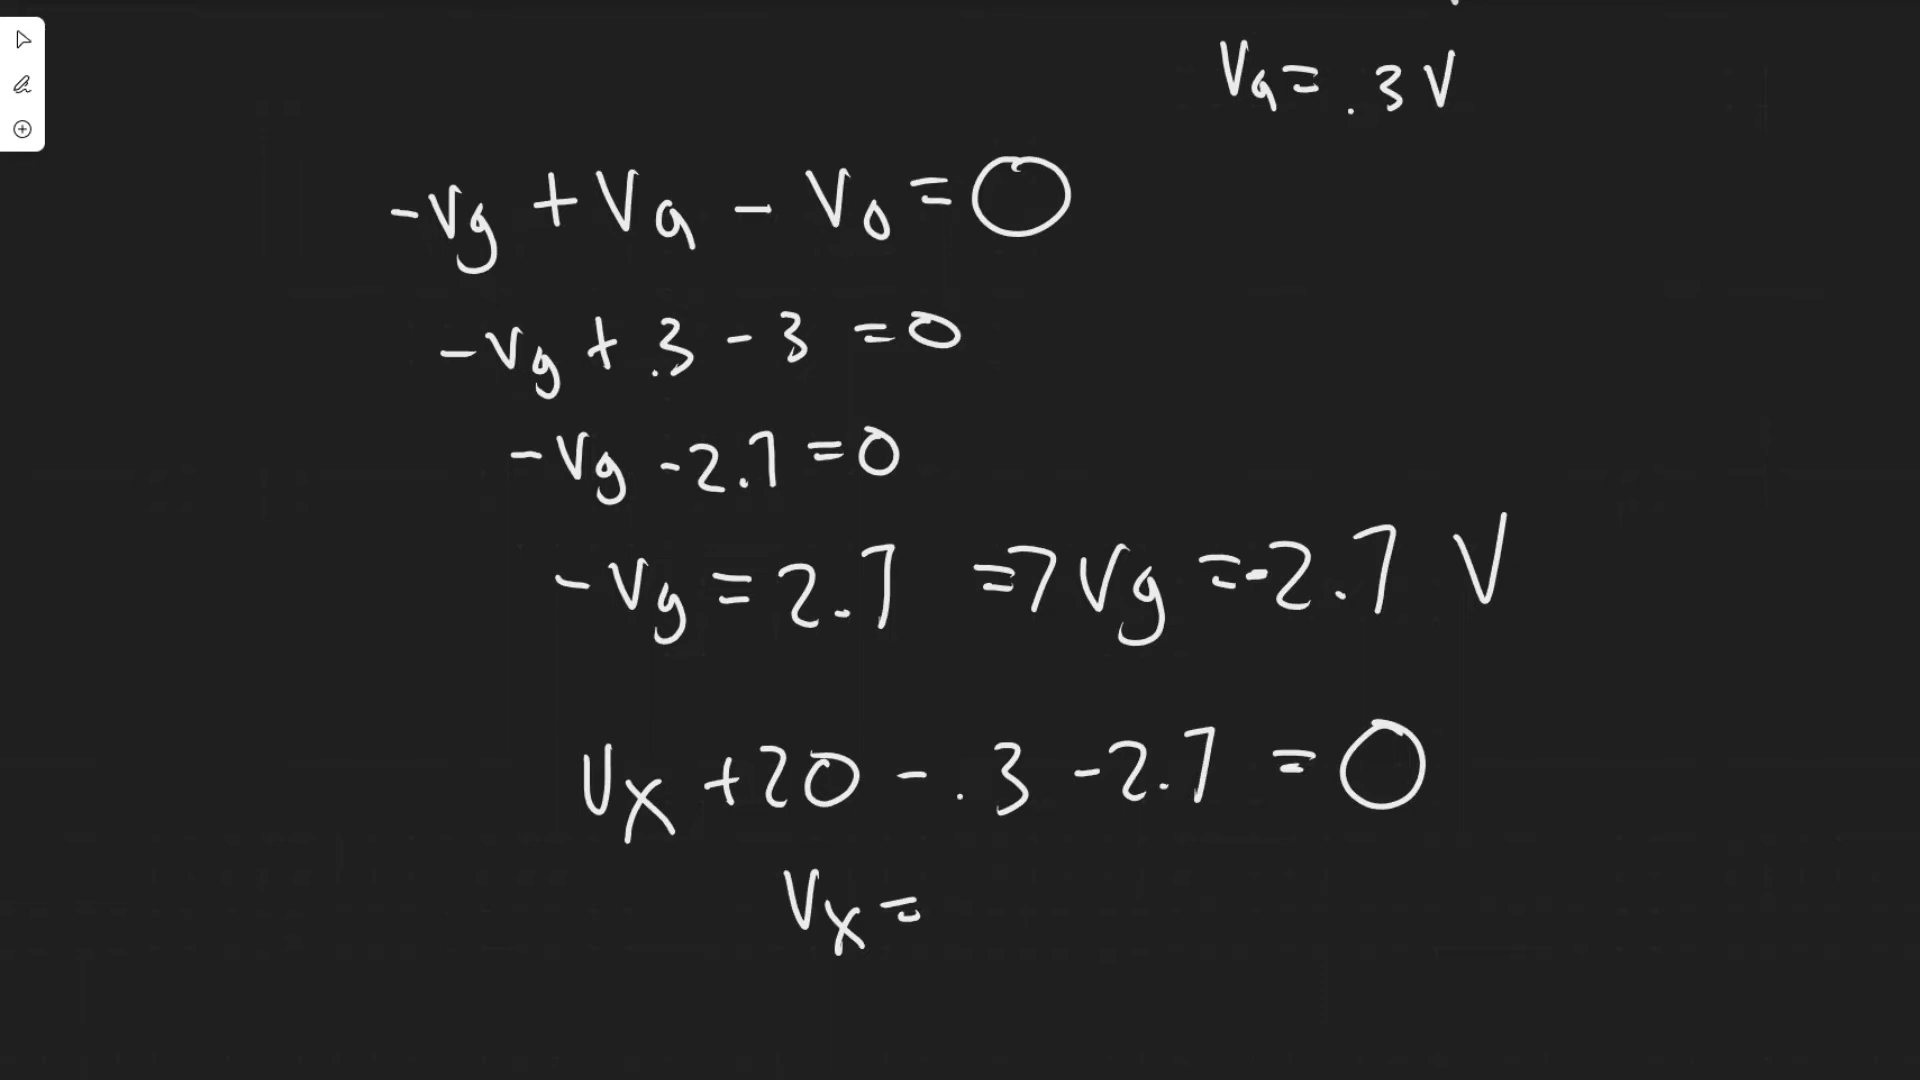 Va = .3 V
-Vg + Va - Vo = 0
-Vg + .3 - 3 = 0
-Vg - 2.7 = 0
-Vg = 2.7 => Vg = -2.7 V
Vx + 20 - .3 - 2.7 = 0
Vx =